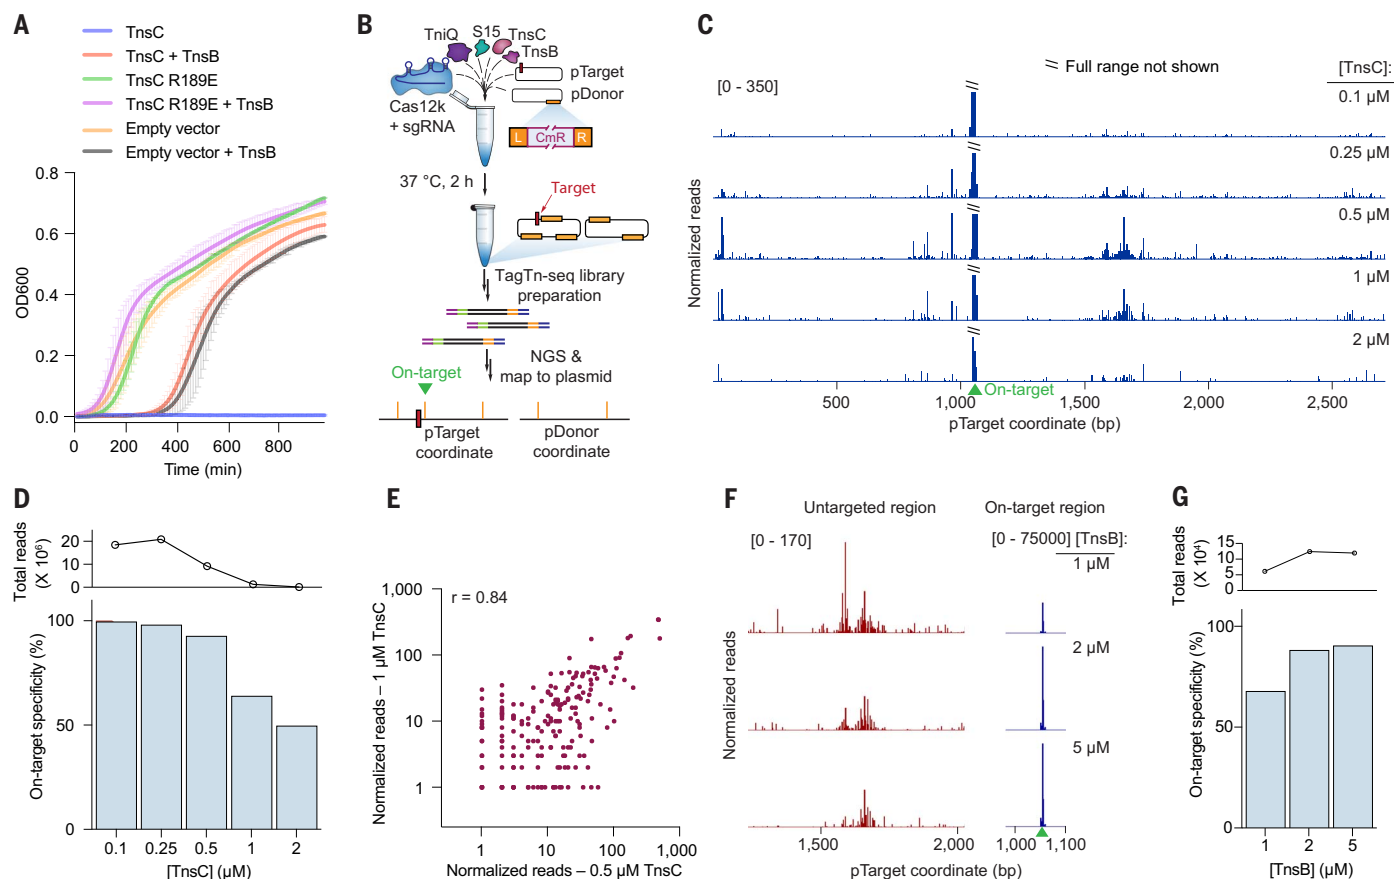 A
TnsC
TnsC + TnsB
TnsC R189E
TnsC R189E + TnsB
Empty vector
Empty vector + TnsB
OD600
0.8
0.6
0.4
0.2
0.0
0 200 400 600 800
Time (min)
B
TniQ S15 TnsC
TnsB
pTarget
pDonor
Cas12k
+ sgRNA
L CmR R
37 °C, 2 h
Target
TagTn-seq library
preparation
NGS &
map to plasmid
On-target
pTarget
coordinate
pDonor
coordinate
C
[0 - 350]
Full range not shown
[TnsC]:
0.1 µM
0.25 µM
0.5 µM
1 µM
2 µM
Normalized reads
On-target
500 1,000 1,500 2,000 2,500
pTarget coordinate (bp)
D
Total reads
(X 10⁶)
20
10
0
On-target specificity (%)
100
50
0
0.1 0.25 0.5 1 2
[TnsC] (µM)
E
r = 0.84
Normalized reads – 1 µM TnsC
1,000
100
10
1
1 10 100 1,000
Normalized reads – 0.5 µM TnsC
F
Untargeted region On-target region
[0 - 170] [0 - 75000] [TnsB]:
1 µM
2 µM
5 µM
Normalized reads
1,500 2,000 1,000 1,100
pTarget coordinate (bp)
G
Total reads
(X 10⁴)
15
10
5
0
On-target specificity (%)
100
50
0
1 2 5
[TnsB] (µM)